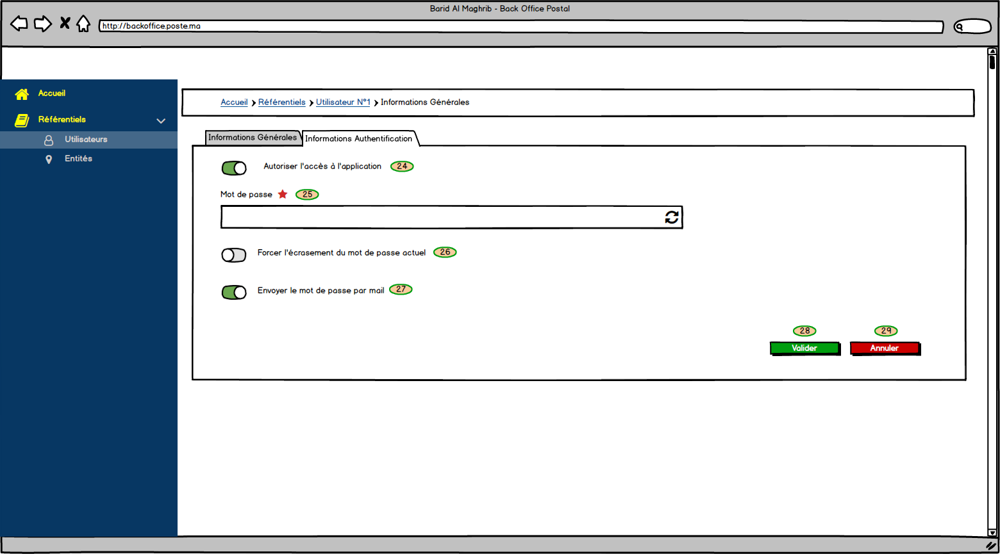 Barid Al Maghrib - Back Office Postal
http://backoffice.poste.ma
Accueil
Référentiels
Utilisateurs
Entités
Accueil Référentiels Utilisateur N°1 Informations Générales
Informations Générales Informations Authentification
Autoriser l'accès à l'application 24
Mot de passe 25
Forcer l'écrasement du mot de passe actuel 26
Envoyer le mot de passe par mail 27
28 29
Valider Annuler